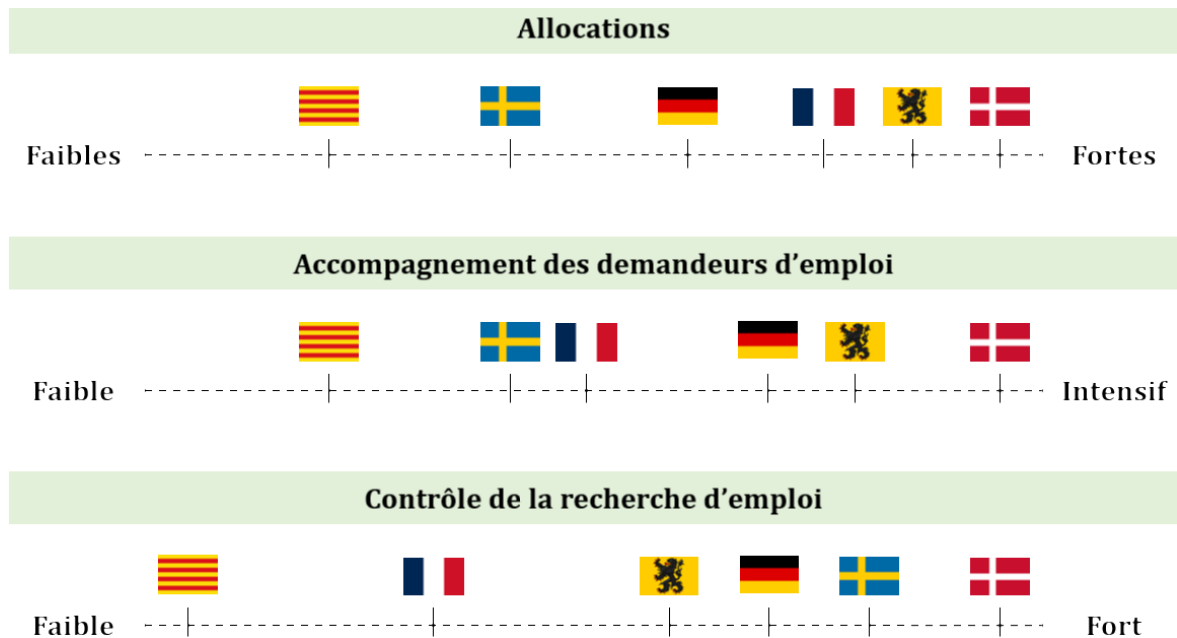 Allocations
Faibles
Fortes
Accompagnement des demandeurs d’emploi
Faible
Intensif
Contrôle de la recherche d’emploi
Faible
Fort